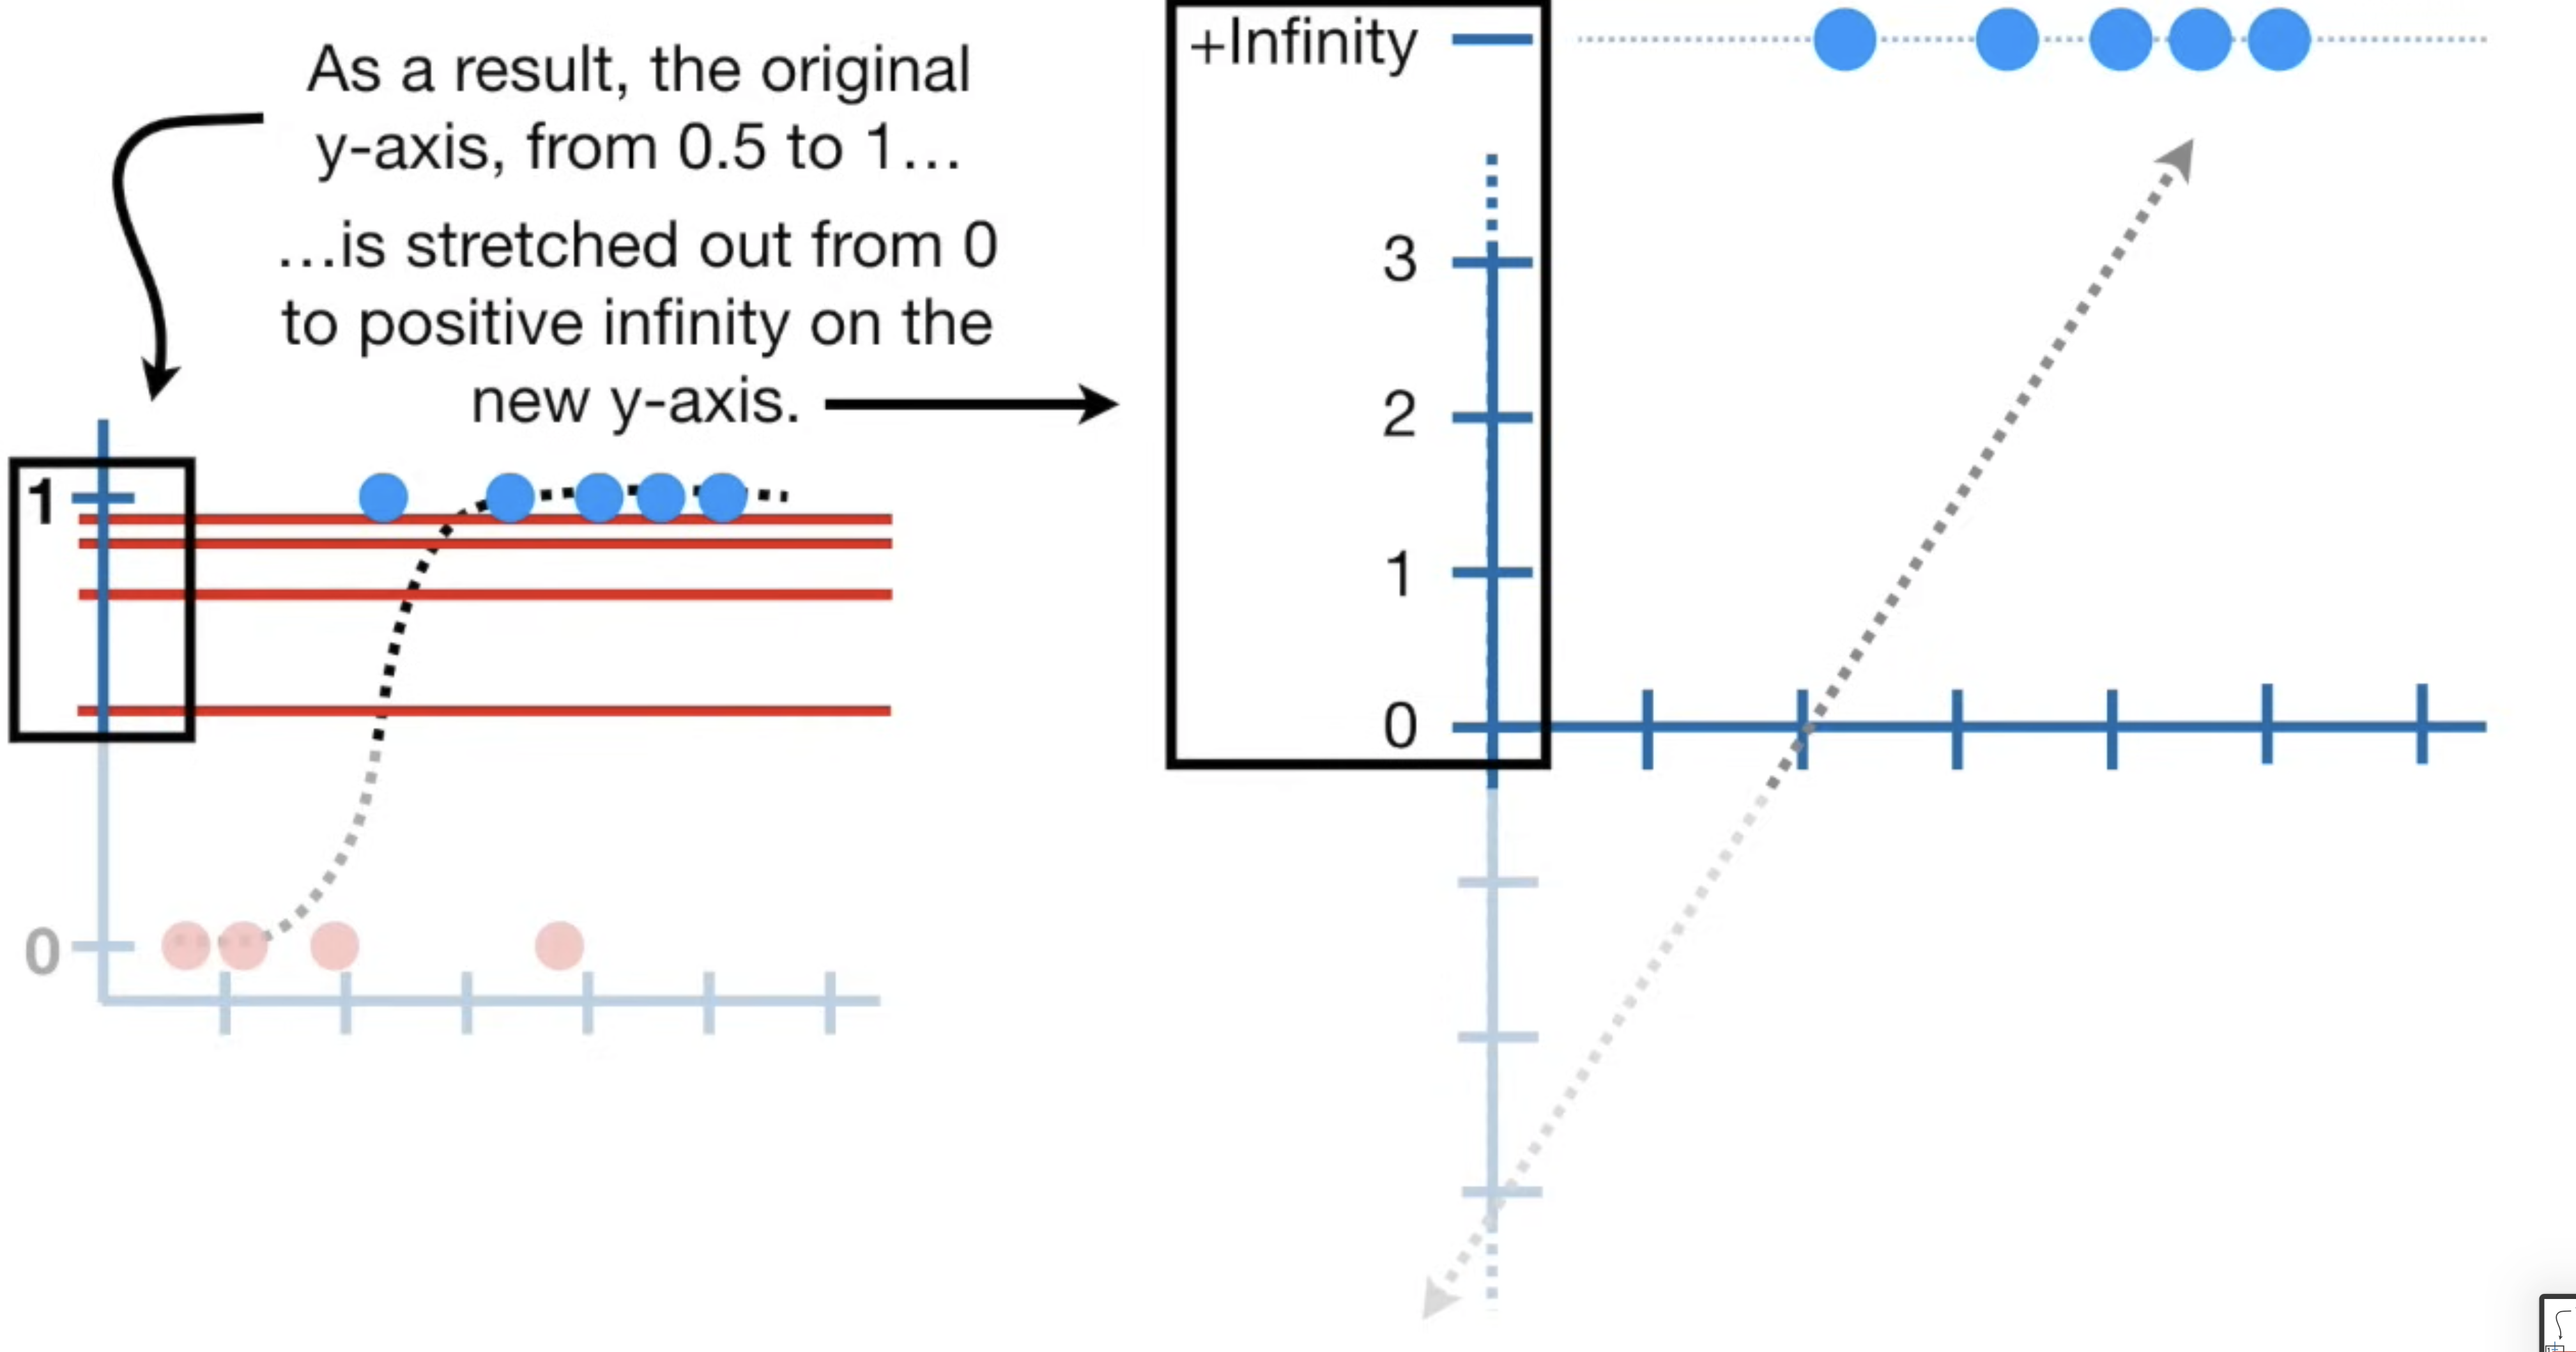 As a result, the original
y-axis, from 0.5 to 1…
…is stretched out from 0
to positive infinity on the
new y-axis.
1
0
+Infinity
3
2
1
0